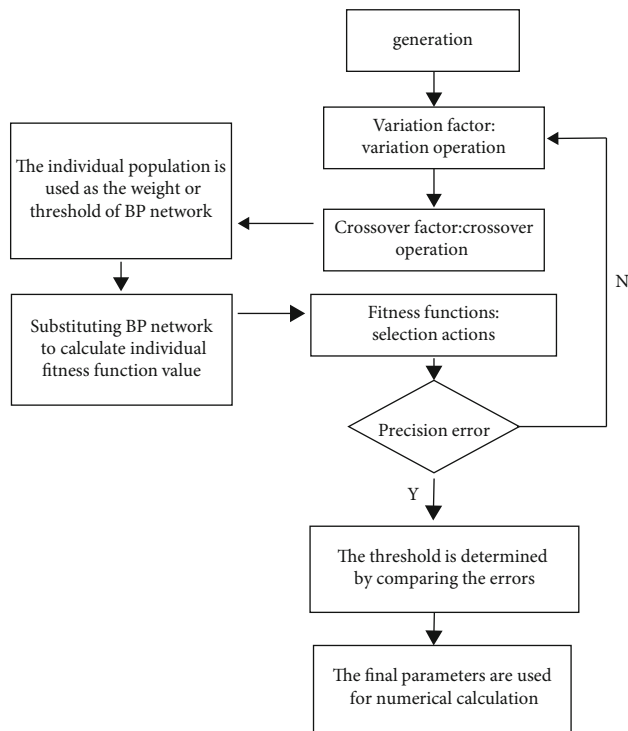 generation
Variation factor:
variation operation
Crossover factor:crossover
operation
The individual population is
used as the weight or
threshold of BP network
Substituting BP network
to calculate individual
fitness function value
Fitness functions:
selection actions
Precision error
N
Y
The threshold is determined
by comparing the errors
The final parameters are used
for numerical calculation